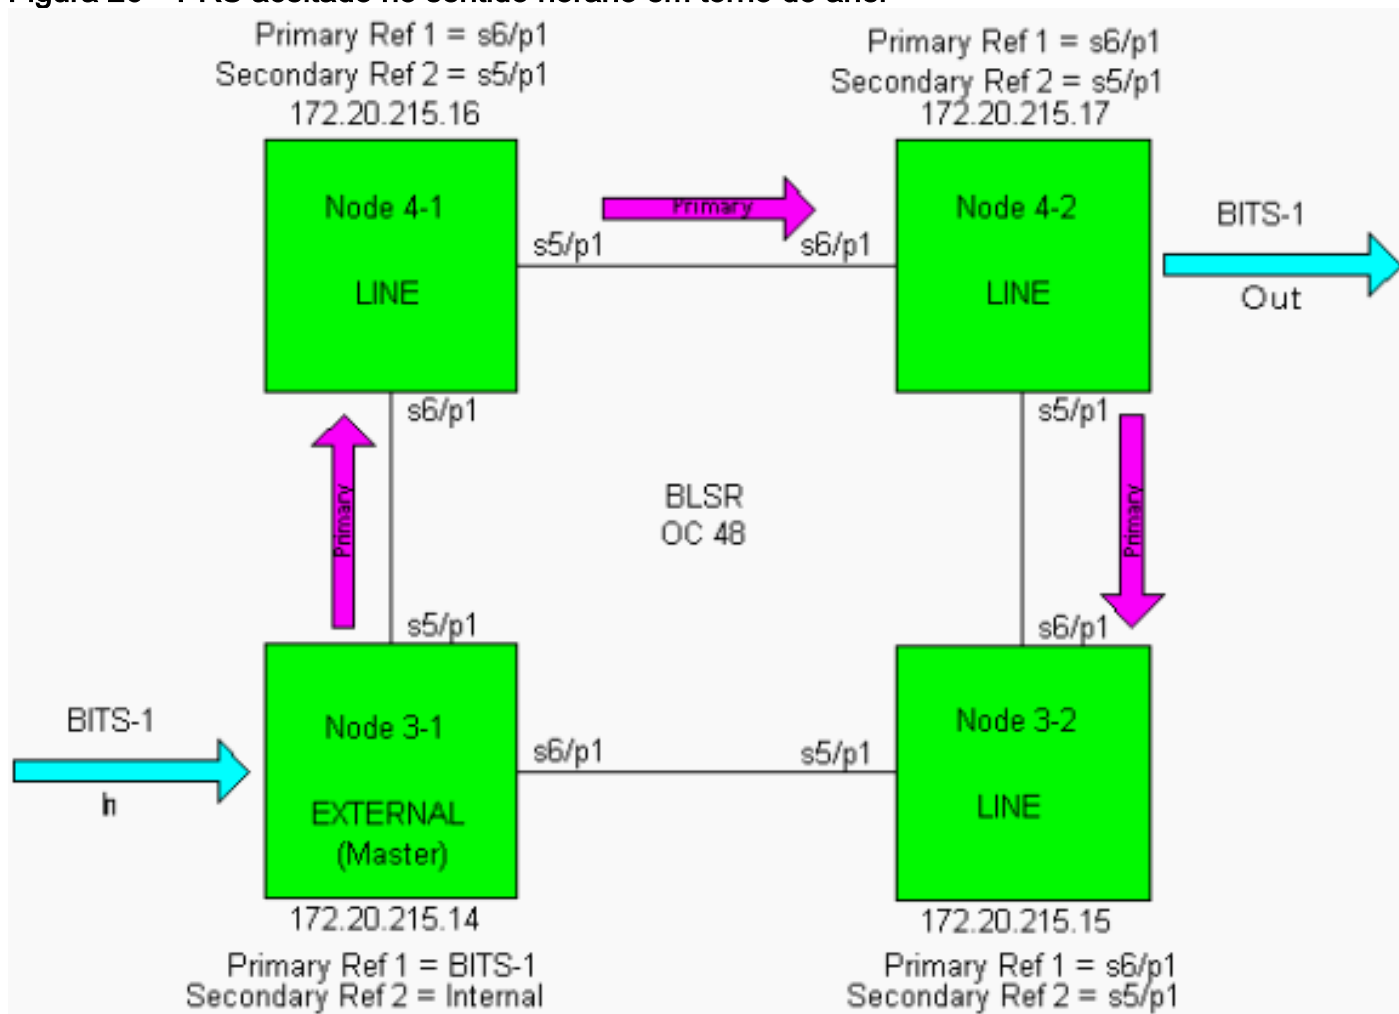 Primary Ref 1 = s6/p1
Secondary Ref 2 = s5/p1
172.20.215.16
Primary Ref 1 = s6/p1
Secondary Ref 2 = s5/p1
172.20.215.17
Node 4-1
LINE
Primary
s5/p1
s6/p1
Node 4-2
LINE
BITS-1
Out
s6/p1
s5/p1
Primary
BLSR
OC 48
Primary
s5/p1
s6/p1
BITS-1
In
Node 3-1
EXTERNAL
(Master)
s6/p1
s5/p1
Node 3-2
LINE
172.20.215.14
Primary Ref 1 = BITS-1
Secondary Ref 2 = Internal
172.20.215.15
Primary Ref 1 = s6/p1
Secondary Ref 2 = s5/p1